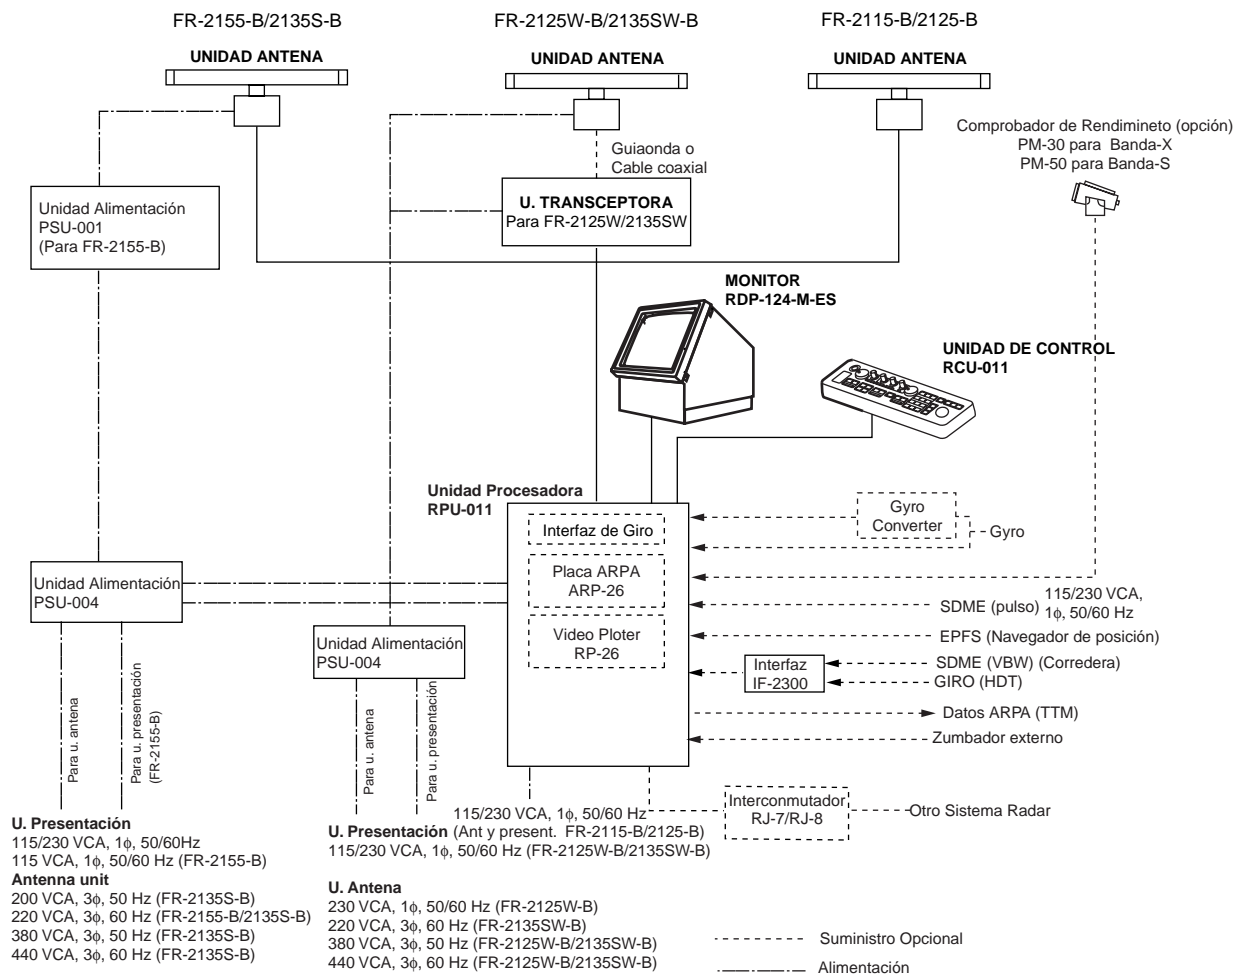 FR-2155-B/2135S-B
FR-2125W-B/2135SW-B
FR-2115-B/2125-B
UNIDAD ANTENA
UNIDAD ANTENA
UNIDAD ANTENA
Comprobador de Rendimineto (opción)
PM-30 para Banda-X
PM-50 para Banda-S
Guiaonda o
Cable coaxial
Unidad Alimentación
PSU-001
(Para FR-2155-B)
U. TRANSCEPTORA
Para FR-2125W/2135SW
MONITOR
RDP-124-M-ES
UNIDAD DE CONTROL
RCU-011
Unidad Procesadora
RPU-011
Interfaz de Giro
Placa ARPA
ARP-26
Video Ploter
RP-26
Gyro
Converter
Gyro
SDME (pulso)
115/230 VCA,
1ϕ, 50/60 Hz
EPFS (Navegador de posición)
Interfaz
IF-2300
SDME (VBW) (Corredera)
GIRO (HDT)
Datos ARPA (TTM)
Zumbador externo
Interconmutador
RJ-7/RJ-8
Otro Sistema Radar
Unidad Alimentación
PSU-004
Unidad Alimentación
PSU-004
Para u. antena
Para u. presentación
(FR-2155-B)
Para u. antena
Para u. presentación
U. Presentación
115/230 VCA, 1ϕ, 50/60Hz
115 VCA, 1ϕ, 50/60 Hz (FR-2155-B)
Antenna unit
200 VCA, 3ϕ, 50 Hz (FR-2135S-B)
220 VCA, 3ϕ, 60 Hz (FR-2155-B/2135S-B)
380 VCA, 3ϕ, 50 Hz (FR-2135S-B)
440 VCA, 3ϕ, 60 Hz (FR-2135S-B)
115/230 VCA, 1ϕ, 50/60 Hz
U. Presentación (Ant y present. FR-2115-B/2125-B)
115/230 VCA, 1ϕ, 50/60 Hz (FR-2125W-B/2135SW-B)
U. Antena
230 VCA, 1ϕ, 50/60 Hz (FR-2125W-B)
220 VCA, 3ϕ, 60 Hz (FR-2135SW-B)
380 VCA, 3ϕ, 50 Hz (FR-2125W-B/2135SW-B)
440 VCA, 3ϕ, 60 Hz (FR-2125W-B/2135SW-B)
Suministro Opcional
Alimentación